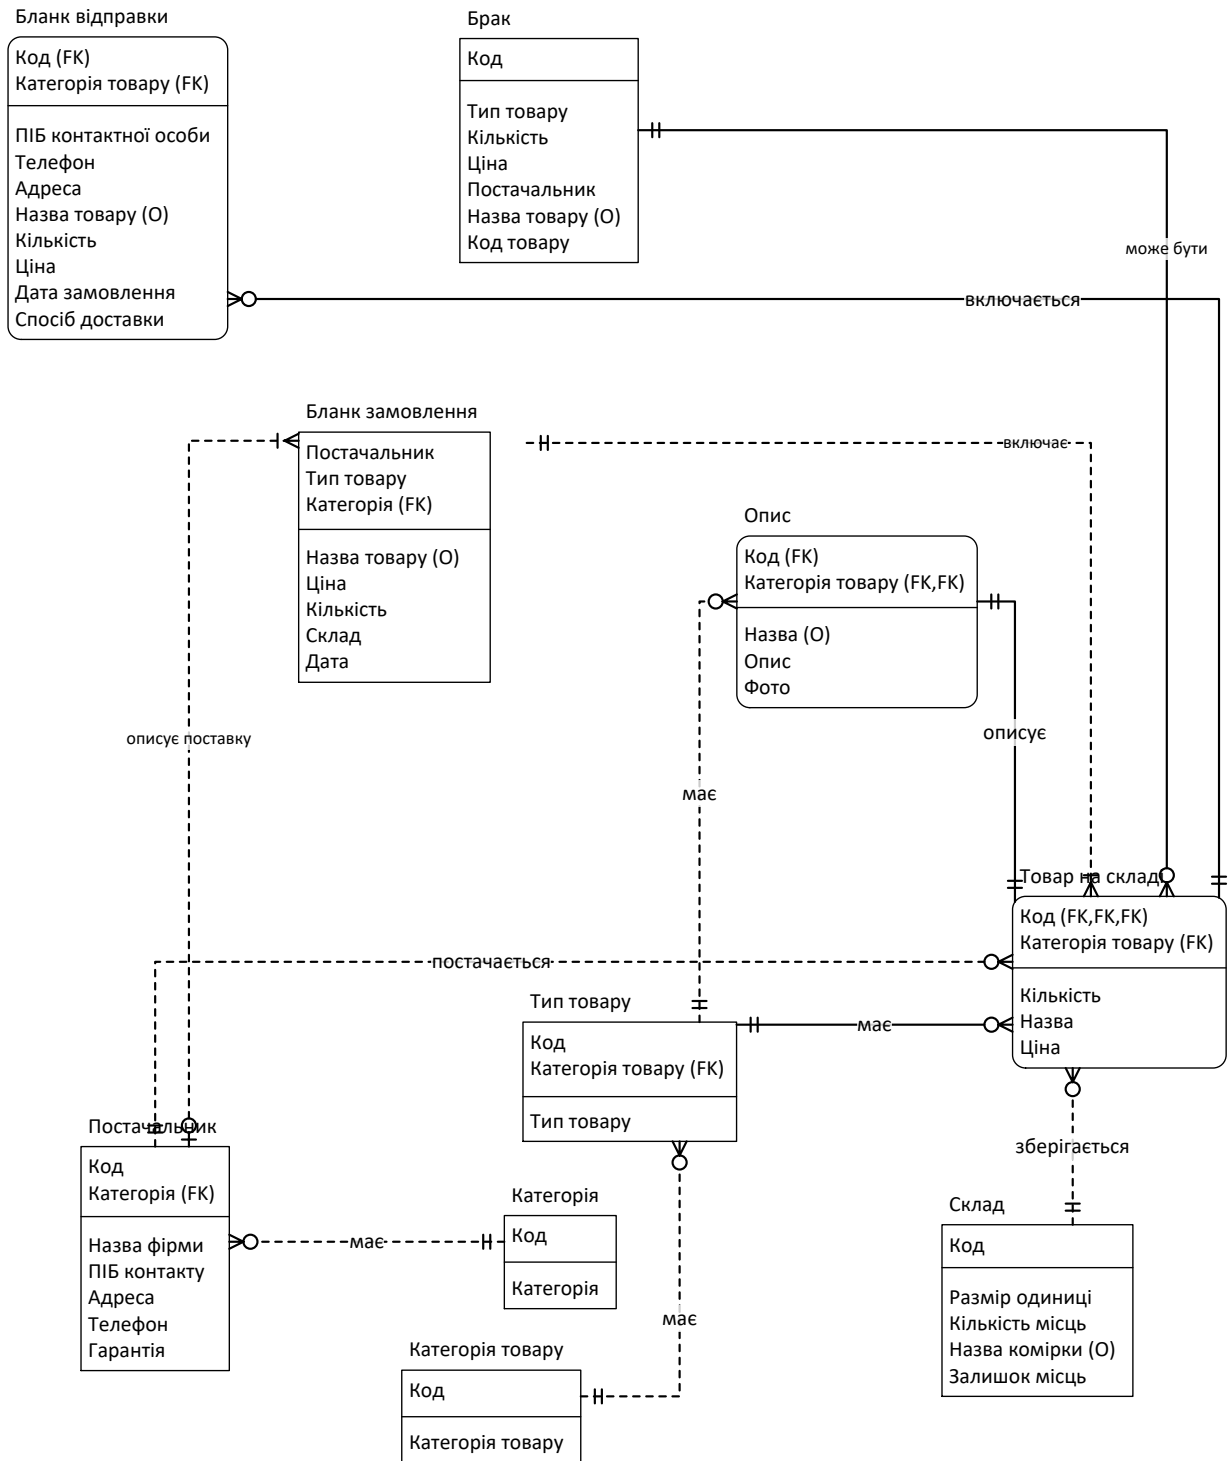 Бланк відправки
Код (FK)
Категорія товару (FK)
ПІБ контактної особи
Телефон
Адреса
Назва товару (О)
Кількість
Ціна
Дата замовлення
Спосіб доставки
Брак
Код
Тип товару
Кількість
Ціна
Постачальник
Назва товару (О)
Код товару
може бути
включається
Бланк замовлення
Постачальник
Тип товару
Категорія (FK)
Назва товару (О)
Ціна
Кількість
Склад
Дата
включає
Опис
Код (FK)
Категорія товару (FK,FK)
Назва (О)
Опис
Фото
описує поставку
описує
має
Товар на складі
Код (FK,FK,FK)
Категорія товару (FK)
Кількість
Назва
Ціна
постачається
Тип товару
Код
Категорія товару (FK)
Тип товару
має
Постачальник
Код
Категорія (FK)
Назва фірми
ПІБ контакту
Адреса
Телефон
Гарантія
має
Категорія
Код
Категорія
зберігається
Склад
Код
Размір одиниці
Кількість місць
Назва комірки (О)
Залишок місць
має
Категорія товару
Код
Категорія товару